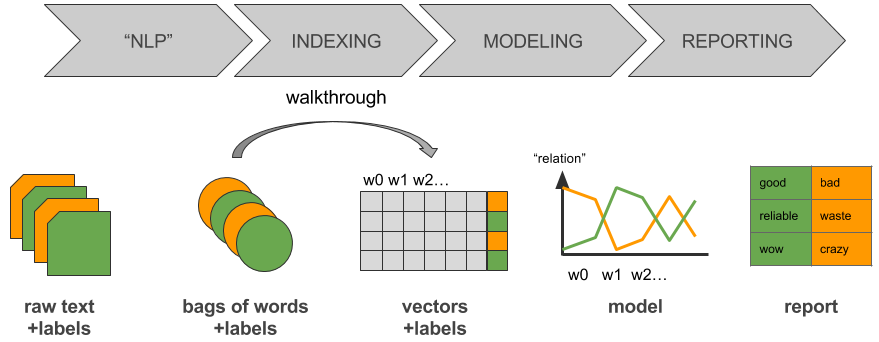 “NLP” INDEXING MODELING REPORTING
walkthrough
“relation”
w0 w1 w2…
good bad
reliable waste
wow crazy
w0 w1 w2…
raw text
+labels
bags of words
+labels
vectors
+labels
model
report